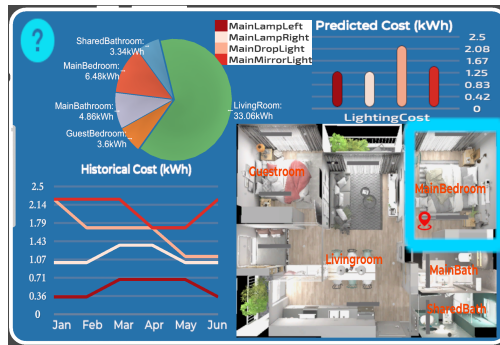 ?
SharedBathroom:
3.34kWh
MainBedroom:
6.48kWh
MainBathroom:
4.86kWh
GuestBedroom:
3.6kWh
LivingRoom:
33.06kWh
MainLampLeft
MainLampRight
MainDropLight
MainMirrorLight
Predicted Cost (kWh)
2.5
2.08
1.67
1.25
0.83
0.42
0
LightingCost
Historical Cost (kWh)
2.5
2.14
1.79
1.43
1.07
0.71
0.36
0
Jan Feb Mar Apr May Jun
Guestroom
MainBedroom
Livingroom
MainBath
SharedBath